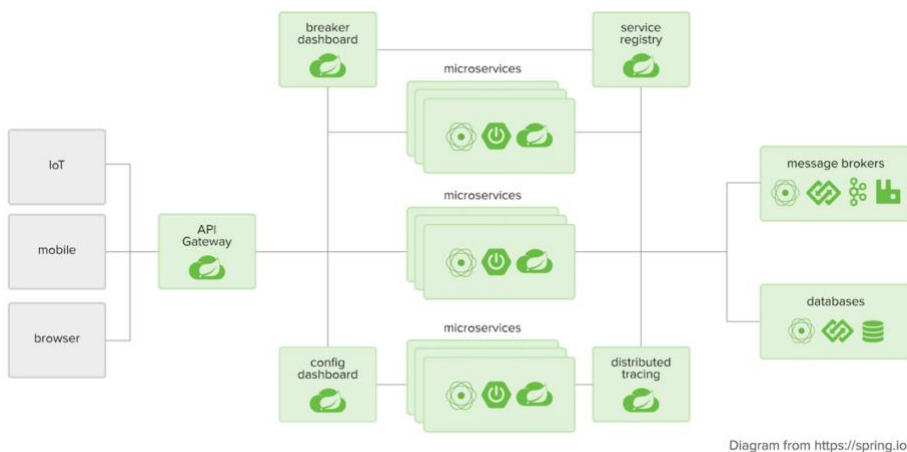 breaker
dashboard
service
registry
microservices
IoT
message brokers
microservices
API
Gateway
mobile
databases
microservices
browser
config
dashboard
distributed
tracing
Diagram from https://spring.io